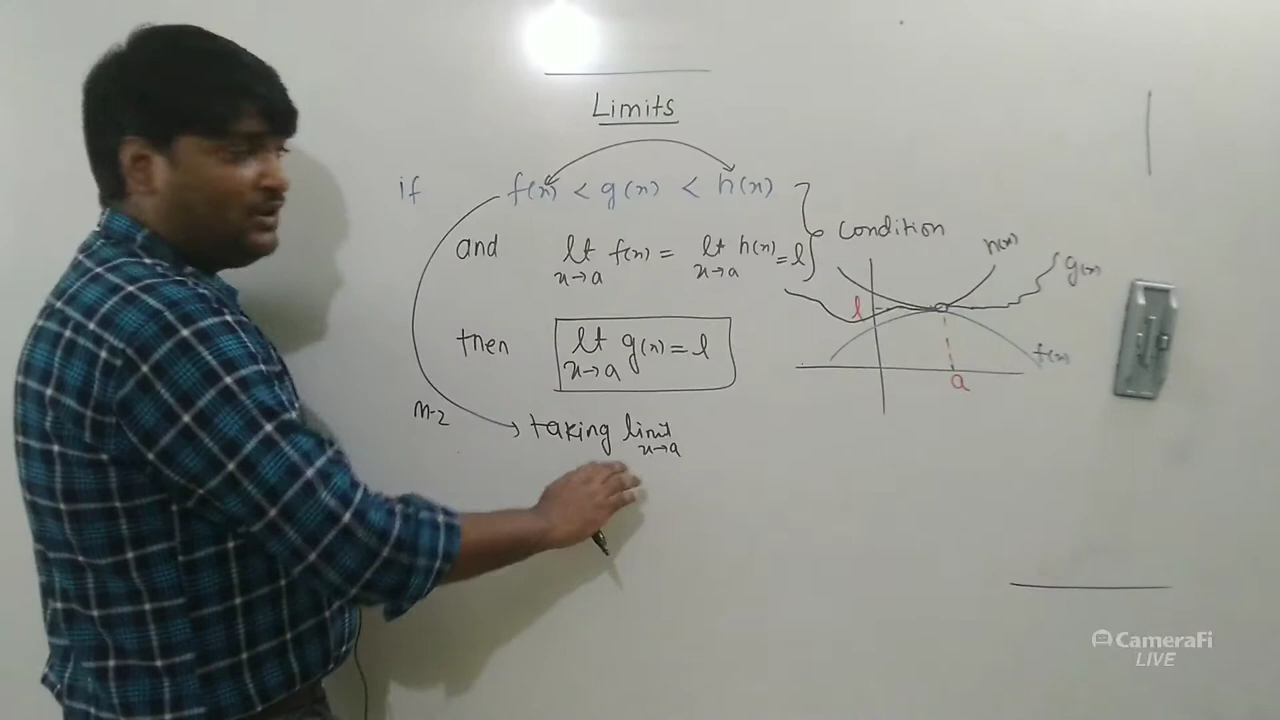 Limits
if f(x) < g(x) < h(x)
and lt x→a f(x) = lt x→a h(x) = l
condition
then lt x→a g(x) = l
M-2
taking limit x→a
h(x)
g(x)
l
f(x)
a
CameraFi
LIVE